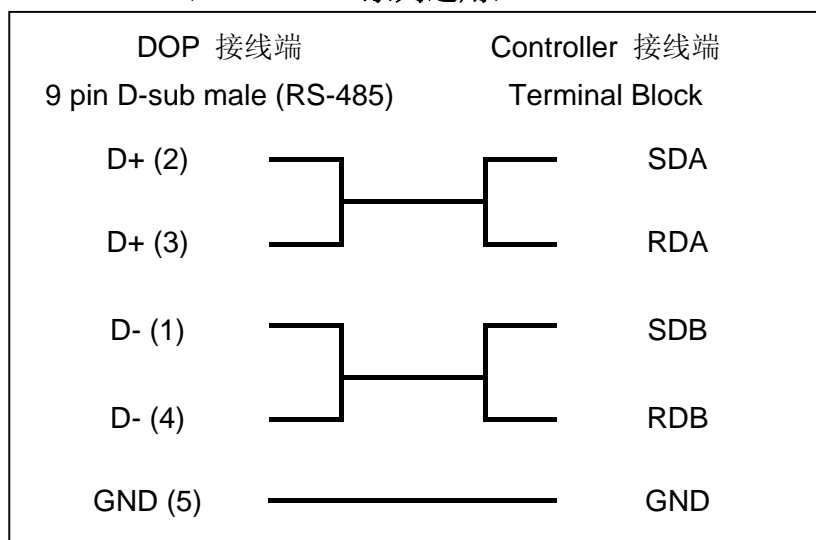 DOP 接线端 Controller 接线端
9 pin D-sub male (RS-485) Terminal Block
D+ (2) SDA
D+ (3) RDA
D- (1) SDB
D- (4) RDB
GND (5) GND